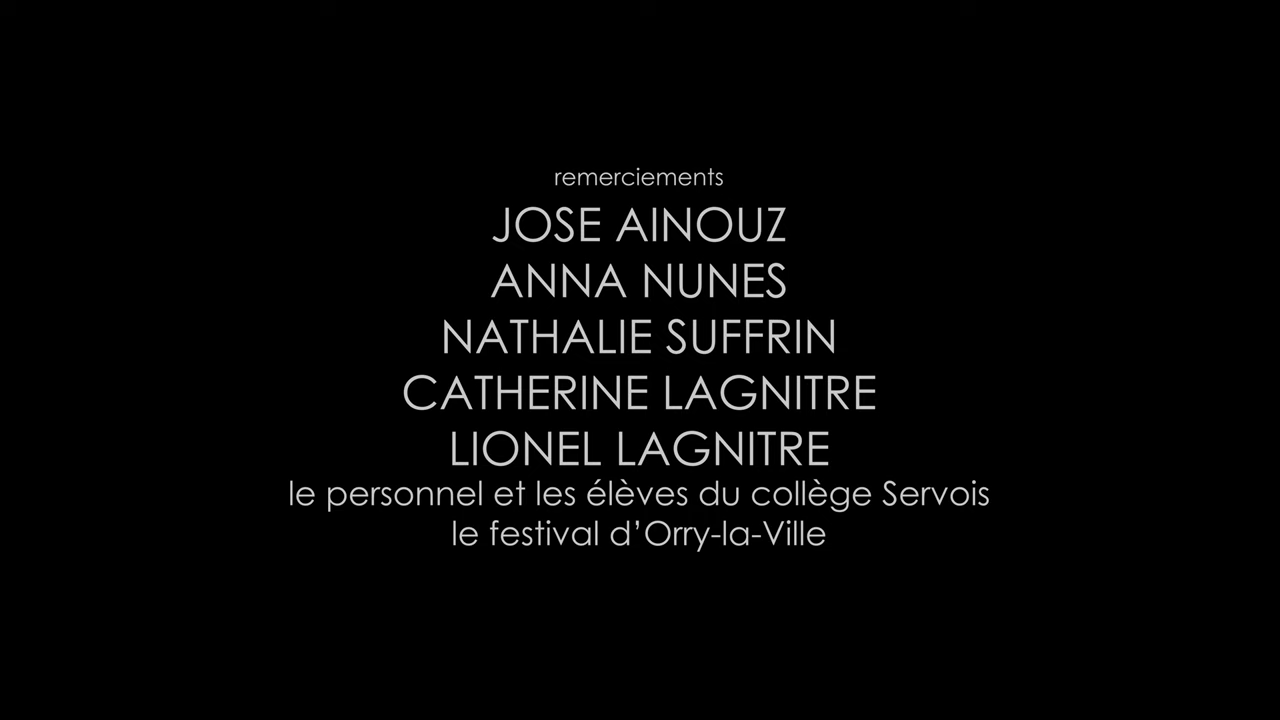 remerciements
JOSE AINOUZ
ANNA NUNES
NATHALIE SUFFRIN
CATHERINE LAGNITRE
LIONEL LAGNITRE
le personnel et les élèves du collège Servois
le festival d’Orry-la-Ville